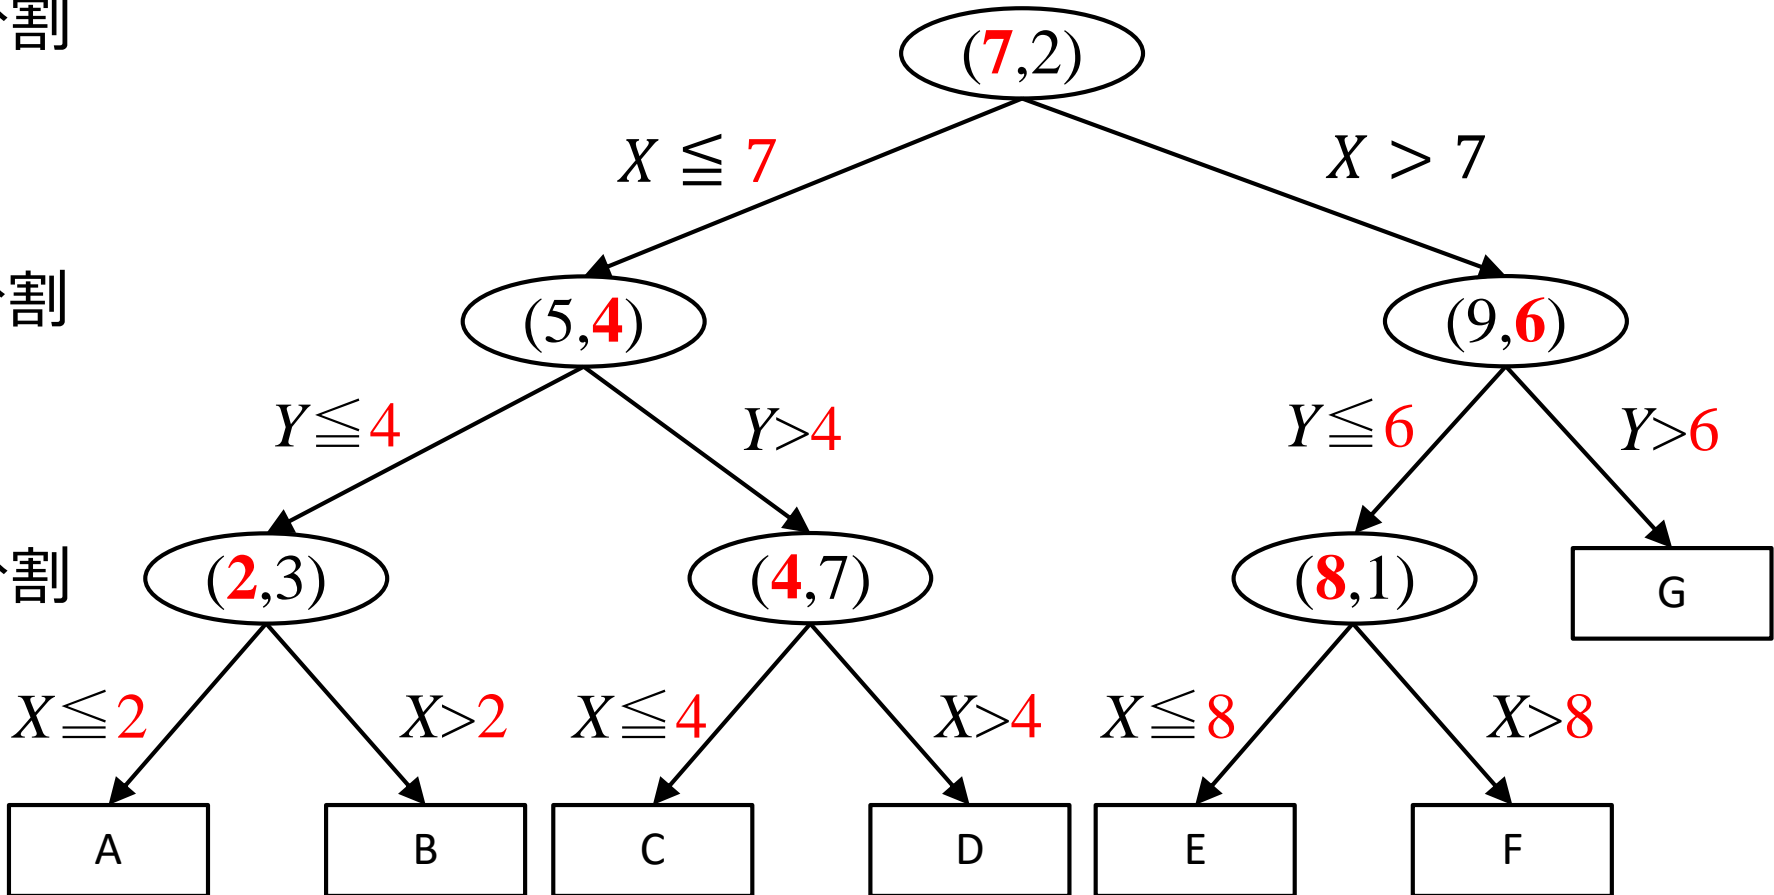 割
(7,2)
X ≦ 7
X > 7
割
(5,4)
(9,6)
Y≦4
Y>4
Y≦6
Y>6
割
(2,3)
(4,7)
(8,1)
G
X≦2
X>2
X≦4
X>4
X≦8
X>8
A
B
C
D
E
F